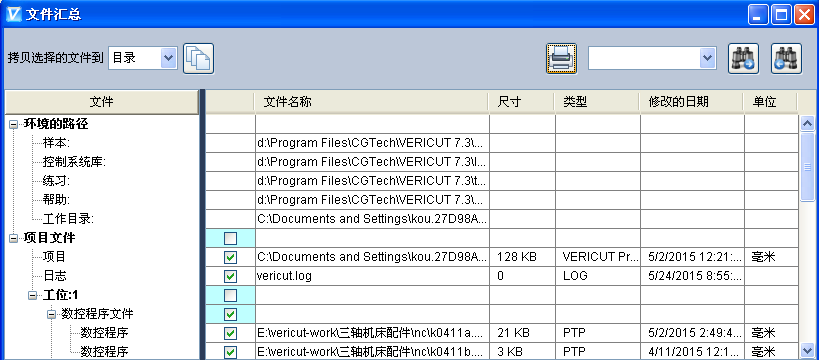 文件汇总
拷贝选择的文件到 目录
文件 文件名称 尺寸 类型 修改的日期 单位
环境的路径
样本: d:\Program Files\CGTech\VERICUT 7.3\...
控制系统库: d:\Program Files\CGTech\VERICUT 7.3\l...
练习: d:\Program Files\CGTech\VERICUT 7.3\t...
帮助: d:\Program Files\CGTech\VERICUT 7.3\...
工作目录: C:\Documents and Settings\kou.27D98A...
项目文件
项目 C:\Documents and Settings\kou.27D98A... 128 KB VERICUT Pr... 5/2/2015 12:21:... 毫米
日志 vericut.log 0 LOG 5/24/2015 8:55:...
工位:1
数控程序文件
数控程序 E:\vericut-work\三轴机床配件\nc\k0411a.... 21 KB PTP 5/2/2015 2:49:4... 毫米
数控程序 E:\vericut-work\三轴机床配件\nc\k0411b.... 3 KB PTP 4/11/2015 12:1... 毫米